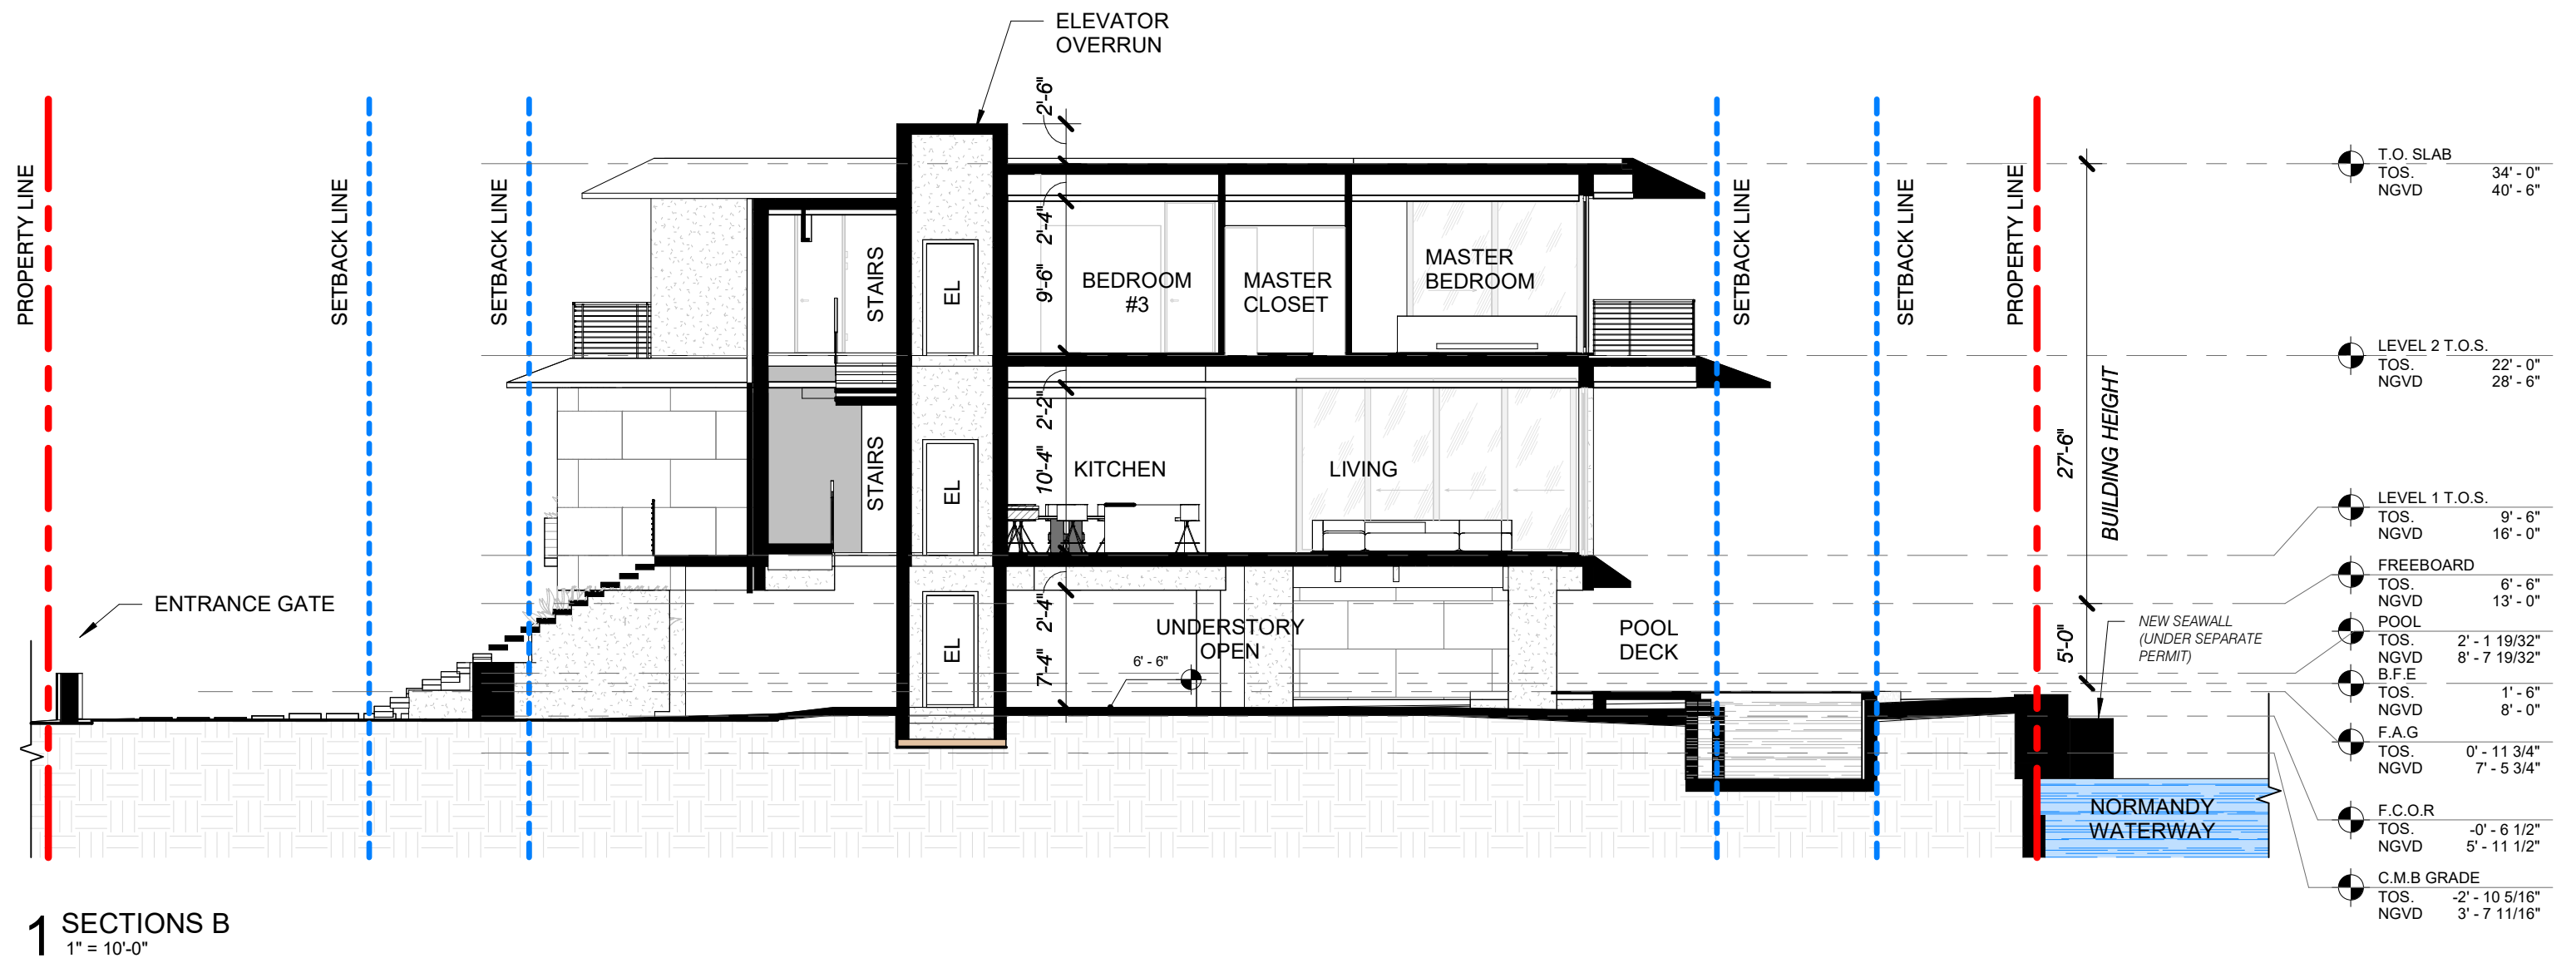 ELEVATOR
OVERRUN
PROPERTY LINE
SETBACK LINE
SETBACK LINE
ENTRANCE GATE
STAIRS
STAIRS
EL
EL
EL
2'-6"
2'-4"
9'-6"
2'-2"
10'-4"
2'-4"
7'-4"
BEDROOM
#3
MASTER
CLOSET
MASTER
BEDROOM
KITCHEN
LIVING
UNDERSTORY
OPEN
6' - 6"
POOL
DECK
SETBACK LINE
SETBACK LINE
PROPERTY LINE
27'-6"
BUILDING HEIGHT
5'-0"
NEW SEAWALL
(UNDER SEPARATE
PERMIT)
NORMANDY
WATERWAY
T.O. SLAB
TOS. 34' - 0"
NGVD 40' - 6"
LEVEL 2 T.O.S.
TOS. 22' - 0"
NGVD 28' - 6"
LEVEL 1 T.O.S.
TOS. 9' - 6"
NGVD 16' - 0"
FREEBOARD
TOS. 6' - 6"
NGVD 13' - 0"
POOL
TOS. 2' - 1 19/32"
NGVD 8' - 7 19/32"
B.F.E
TOS. 1' - 6"
NGVD 8' - 0"
F.A.G
TOS. 0' - 11 3/4"
NGVD 7' - 5 3/4"
F.C.O.R
TOS. -0' - 6 1/2"
NGVD 5' - 11 1/2"
C.M.B GRADE
TOS. -2' - 10 5/16"
NGVD 3' - 7 11/16"
1 SECTIONS B
1" = 10'-0"